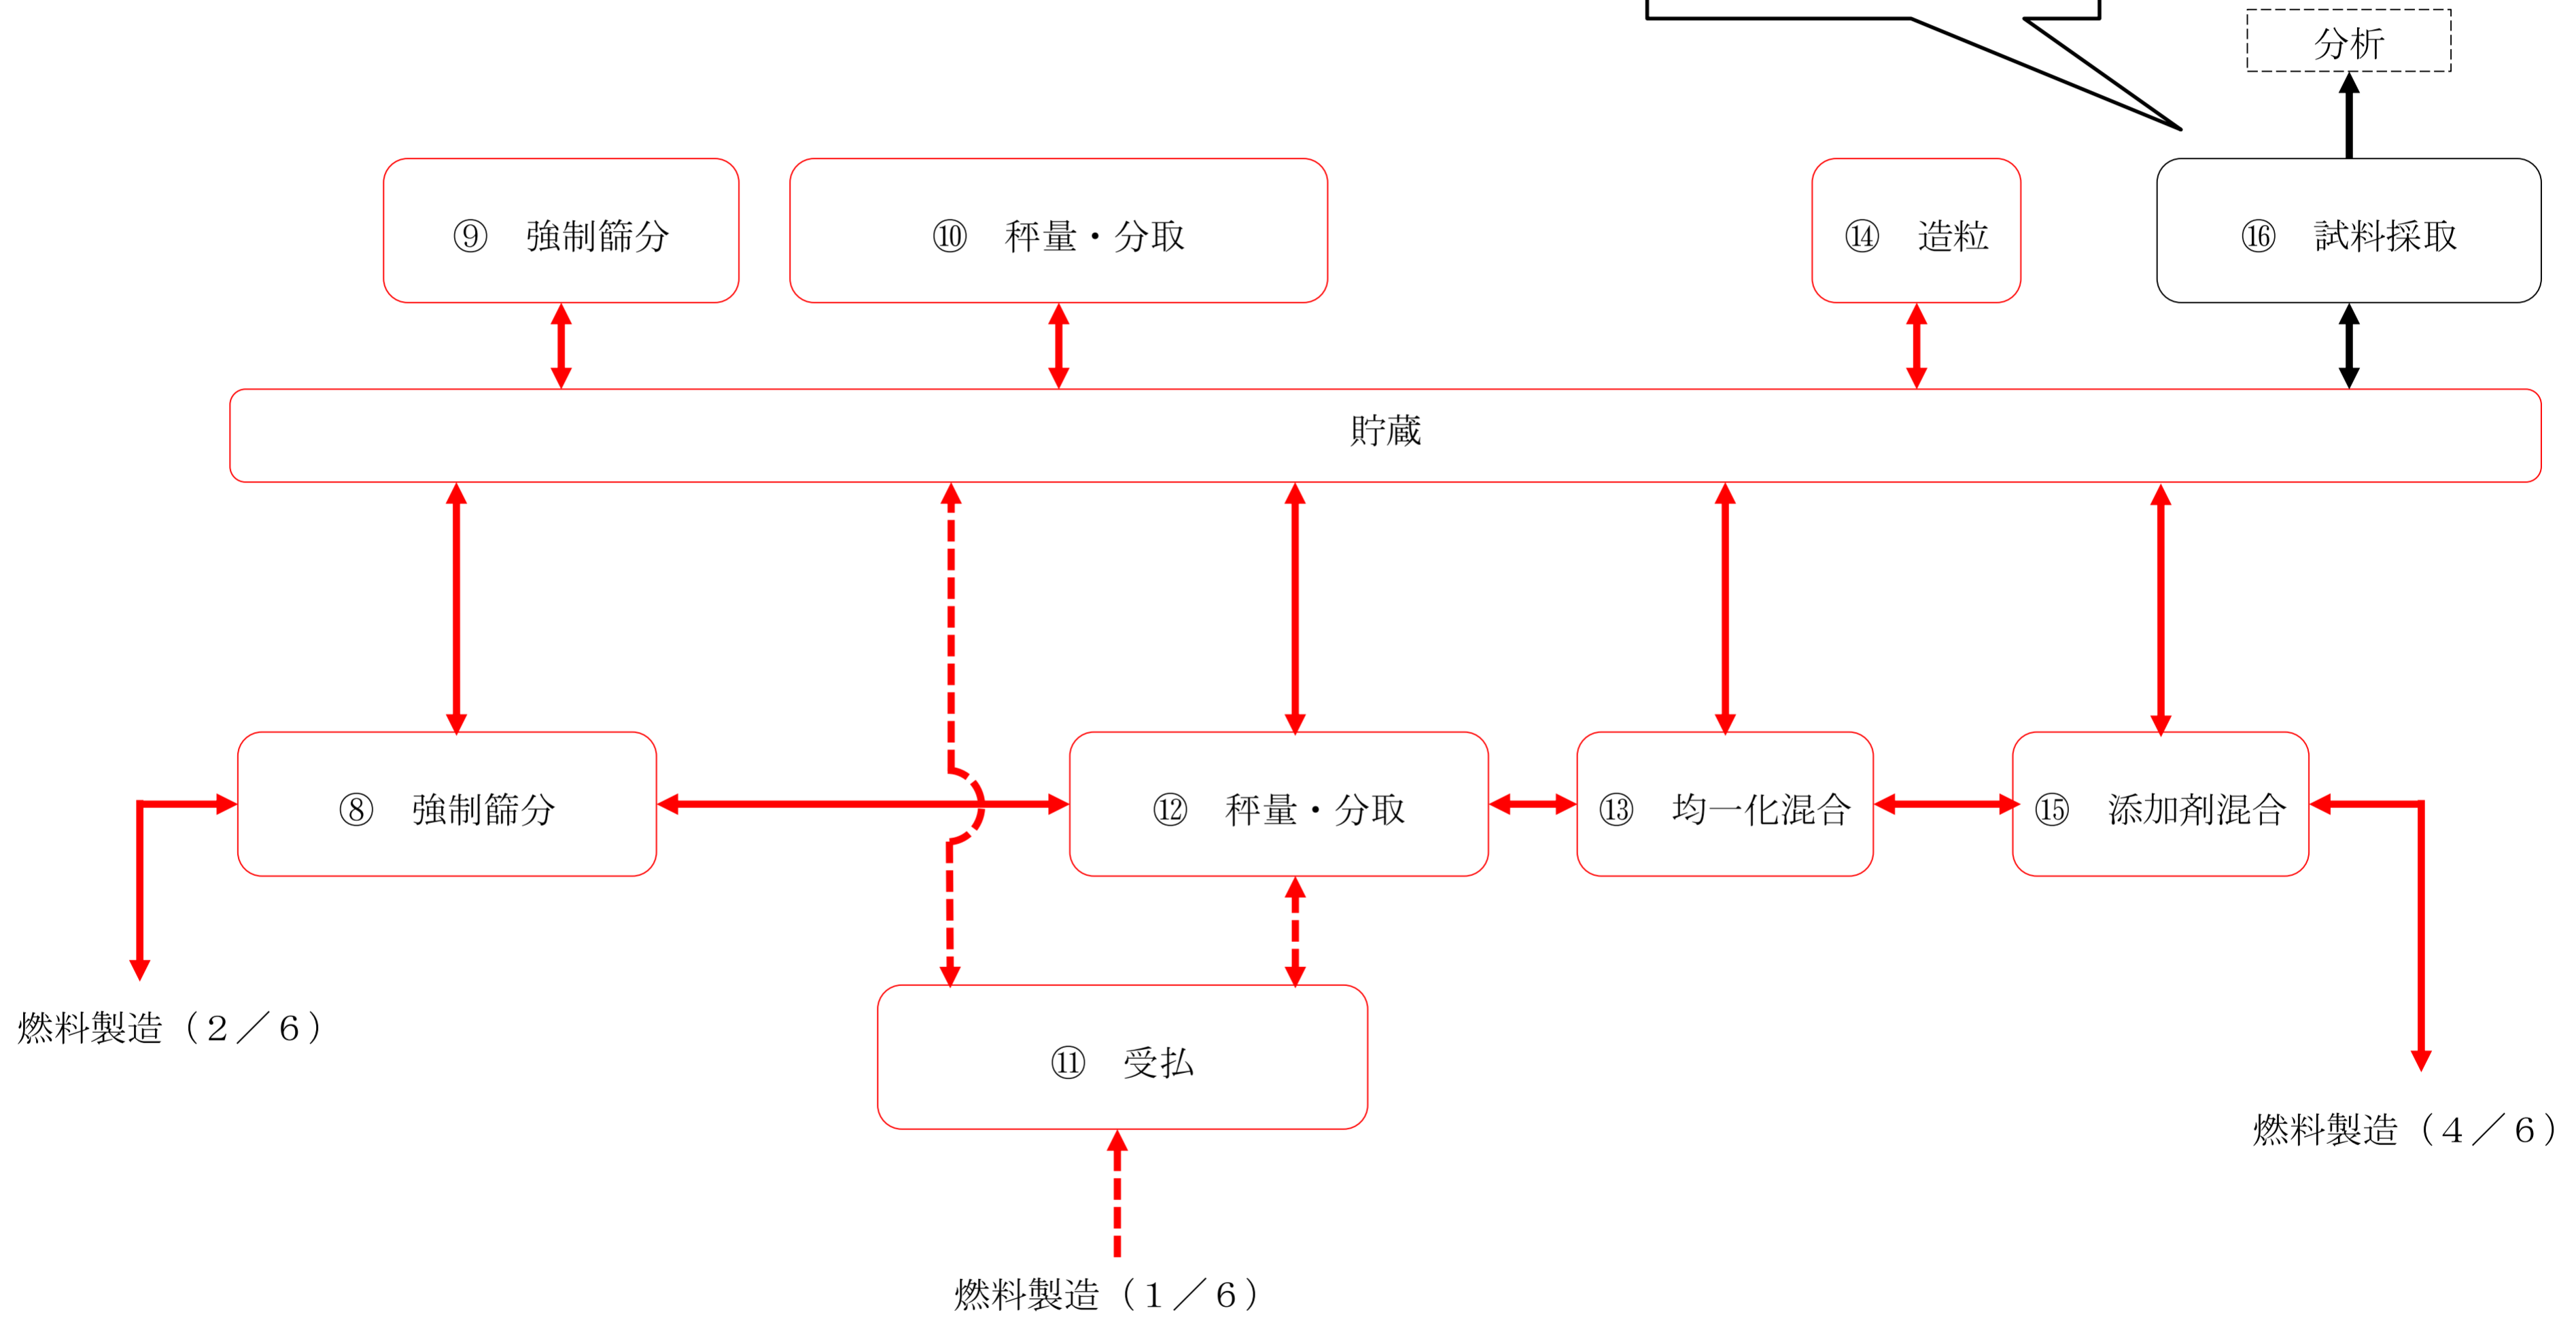 分析
⑨　強制篩分
⑩　秤量・分取
⑭　造粒
⑯　試料採取
貯蔵
⑧　強制篩分
⑫　秤量・分取
⑬　均一化混合
⑮　添加剤混合
燃料製造（２／６）
⑪　受払
燃料製造（４／６）
燃料製造（１／６）